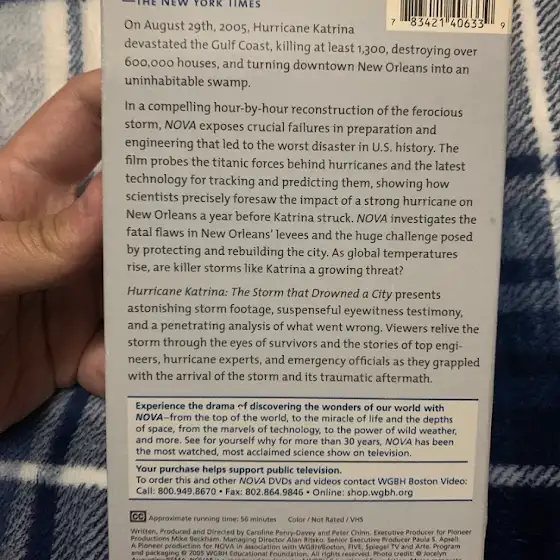 —THE NEW YORK TIMES
7 83421 40633 9
On August 29th, 2005, Hurricane Katrina
devastated the Gulf Coast, killing at least 1,300, destroying over
600,000 houses, and turning downtown New Orleans into an
uninhabitable swamp.
In a compelling hour-by-hour reconstruction of the ferocious
storm, NOVA exposes crucial failures in preparation and
engineering that led to the worst disaster in U.S. history. The
film probes the titanic forces behind hurricanes and the latest
technology for tracking and predicting them, showing how
scientists precisely foresaw the impact of a strong hurricane on
New Orleans a year before Katrina struck. NOVA investigates the
fatal flaws in New Orleans' levees and the huge challenge posed
by protecting and rebuilding the city. As global temperatures
rise, are killer storms like Katrina a growing threat?
Hurricane Katrina: The Storm that Drowned a City presents
astonishing storm footage, suspenseful eyewitness testimony,
and a penetrating analysis of what went wrong. Viewers relive the
storm through the eyes of survivors and the stories of top engi-
neers, hurricane experts, and emergency officials as they grappled
with the arrival of the storm and its traumatic aftermath.
Experience the drama of discovering the wonders of our world with
NOVA—from the top of the world, to the miracle of life and the depths
of space, from the marvels of technology, to the power of wild weather,
and more. See for yourself why for more than 30 years, NOVA has been
the most watched, most acclaimed science show on television.
Your purchase helps support public television.
To order this and other NOVA DVDs and videos contact WGBH Boston Video:
Call: 800.949.8670 • Fax: 802.864.9846 • Online: shop.wgbh.org
CC Approximate running time: 56 minutes Color / Not Rated / VHS
Written, Produced and Directed by Caroline Penry-Davey and Peter Chinn. Executive Producer for Pioneer
Productions Mike Beckham. Managing Director Alan Ritsko. Senior Executive Producer Paula S. Apsell.
A Pioneer production for NOVA in association with WGBH/Boston, FIVE, Spiegel TV and Arte. Program
and packaging © 2005 WGBH Educational Foundation. All rights reserved. Photo credit: © Jocelyn